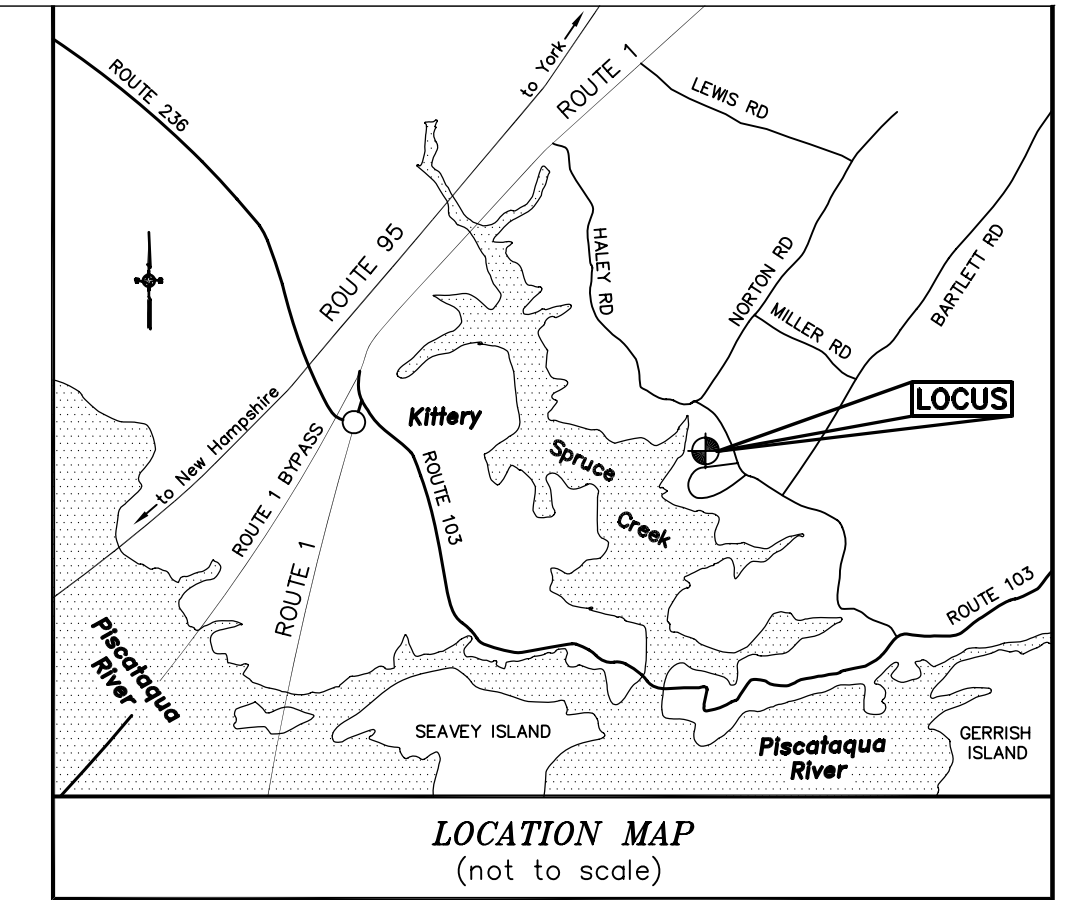 to York
ROUTE 1
ROUTE 236
LEWIS RD
ROUTE 95
HALEY RD
NORTON RD
BARTLETT RD
MILLER RD
LOCUS
to New Hampshire
Kittery
ROUTE 1 BYPASS
ROUTE 103
Spruce
Creek
ROUTE 1
ROUTE 103
Piscataqua
River
SEAVEY ISLAND
Piscataqua
River
GERRISH
ISLAND
LOCATION MAP
(not to scale)